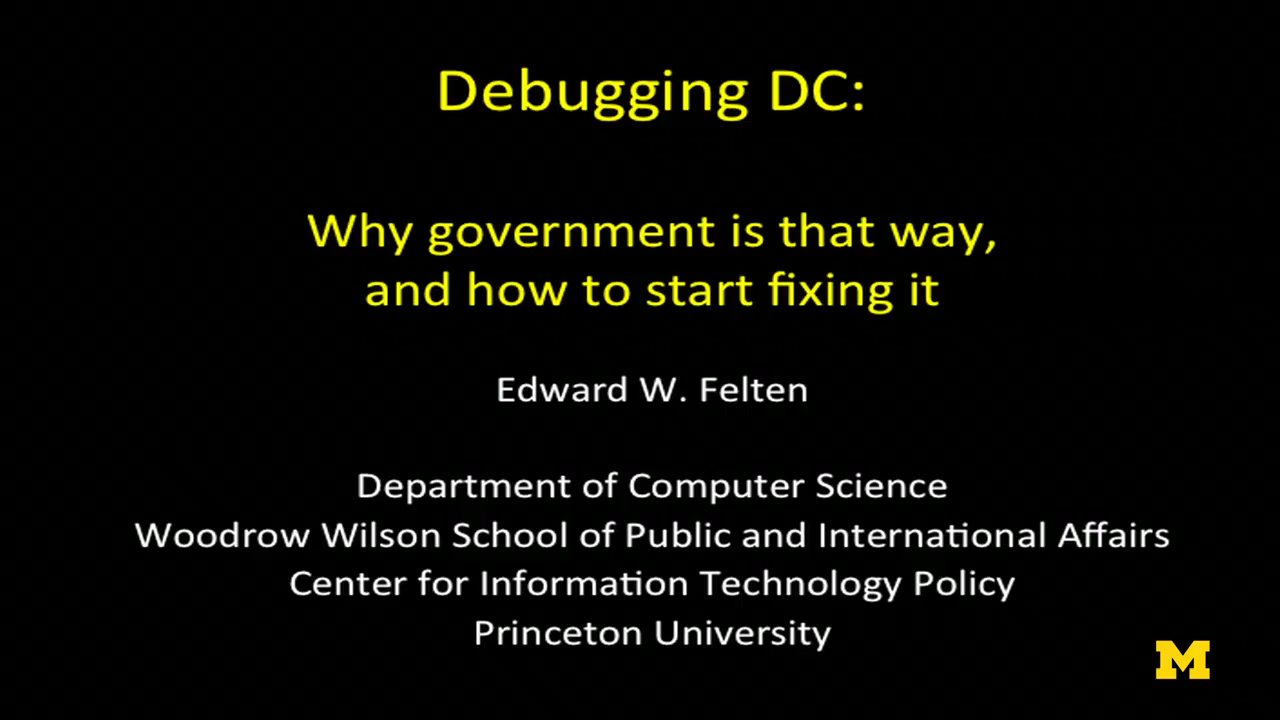 Debugging DC:
Why government is that way,
and how to start fixing it
Edward W. Felten
Department of Computer Science
Woodrow Wilson School of Public and International Affairs
Center for Information Technology Policy
Princeton University
M